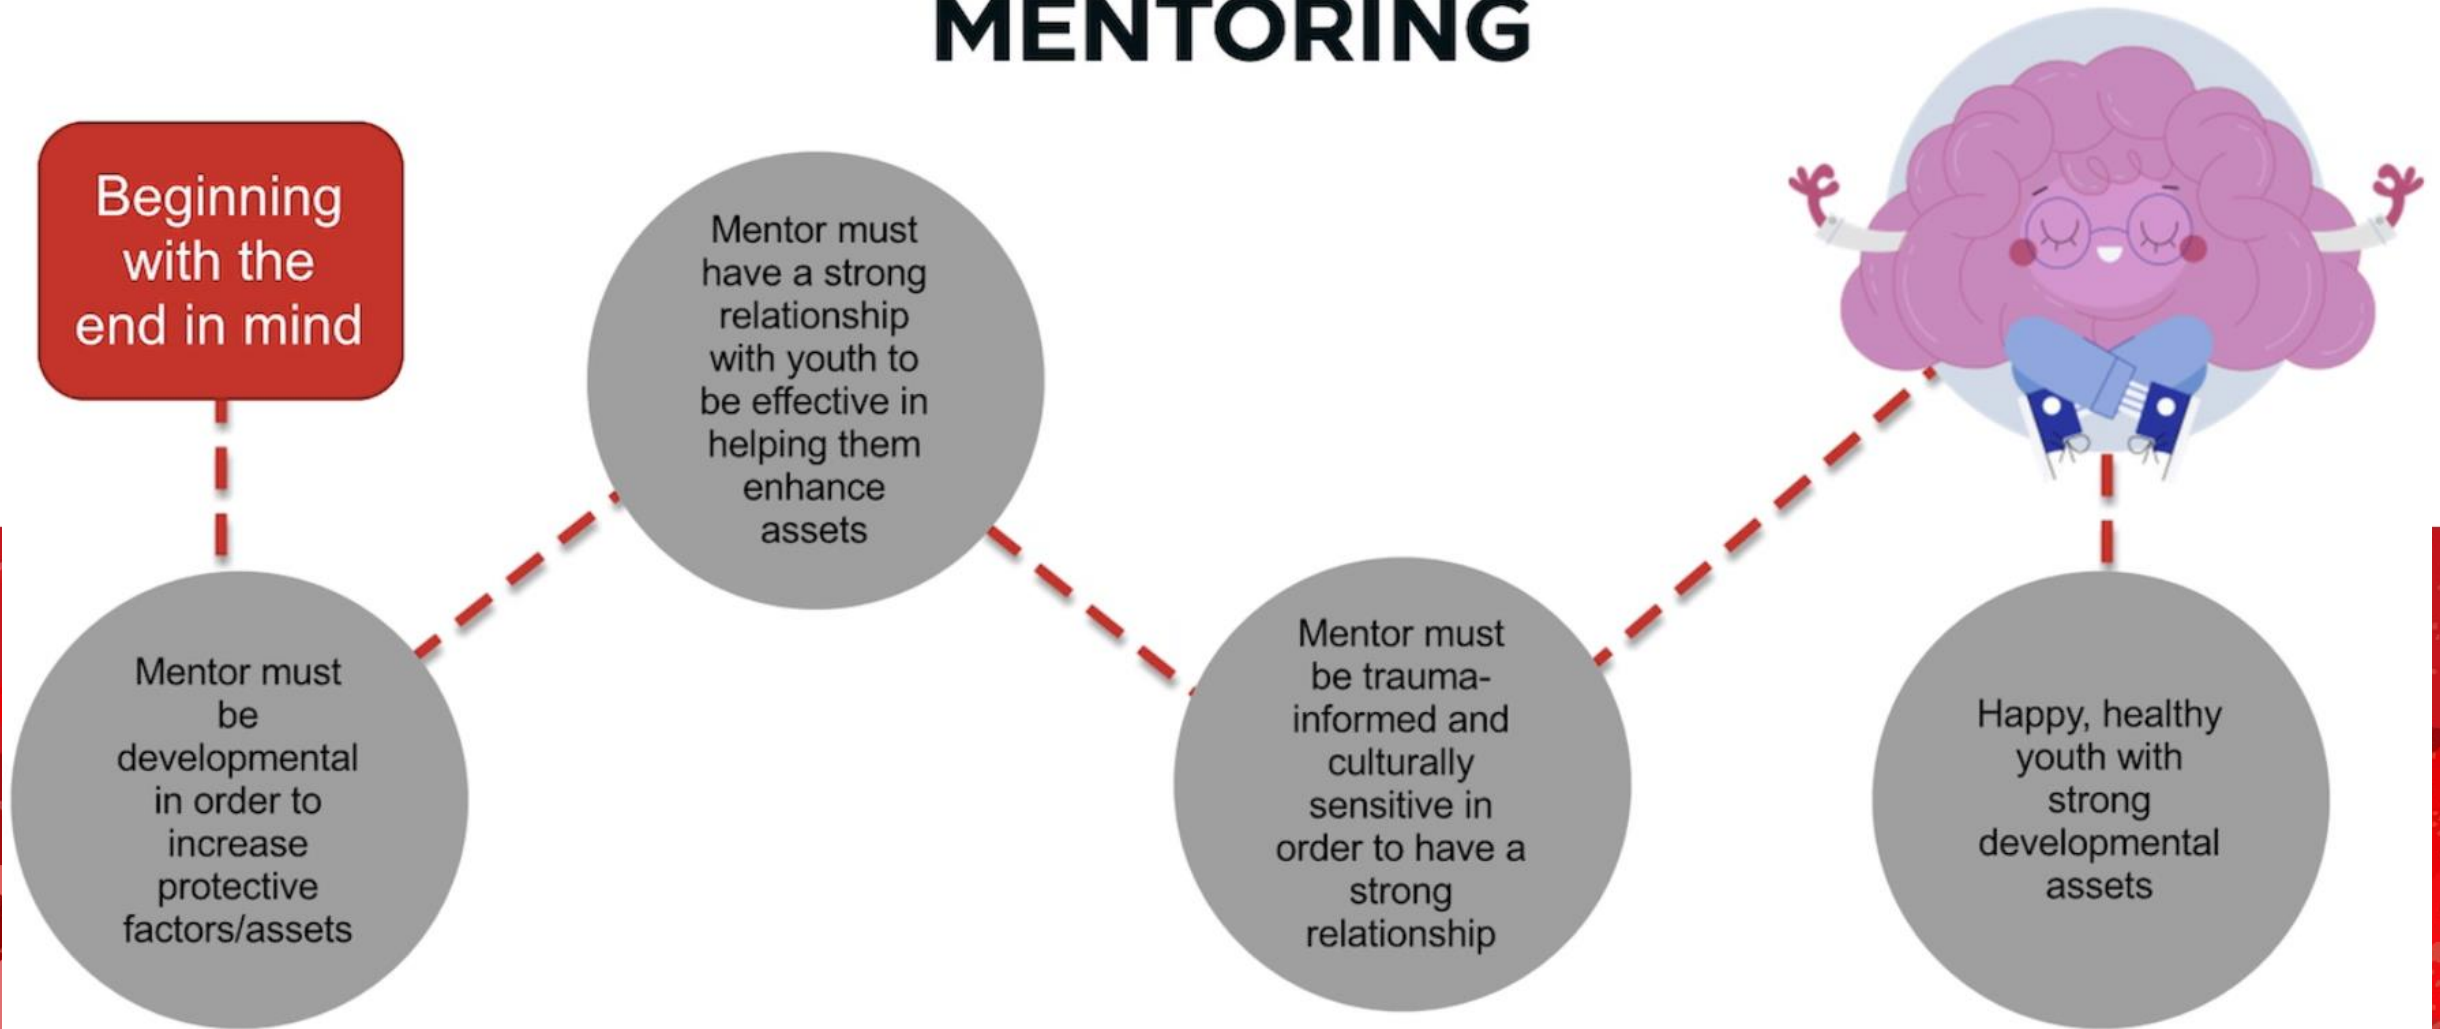 MENTORING
Beginning
with the
end in mind
Mentor must
be
developmental
in order to
increase
protective
factors/assets
Mentor must
have a strong
relationship
with youth to
be effective in
helping them
enhance
assets
Mentor must
be trauma-
informed and
culturally
sensitive in
order to have a
strong
relationship
Happy, healthy
youth with
strong
developmental
assets